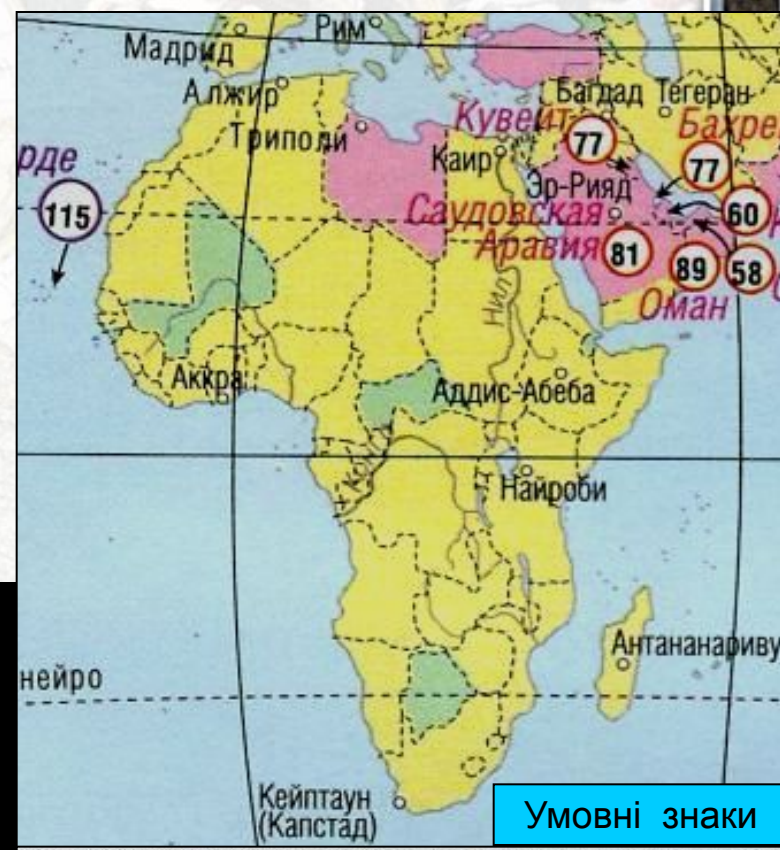 Мадрид
Рим
Алжир
Триполи
Багдад Тегеран
Кувейт
77
Бахре
77
Каир
рде
115
Эр-Рияд
60
Саудовская
Аравия
81
89
58
Оман
Нил
Аккра
Аддис-Абеба
Конго
Найроби
Антананариву
нейро
Кейптаун
(Капстад)
Умовні знаки